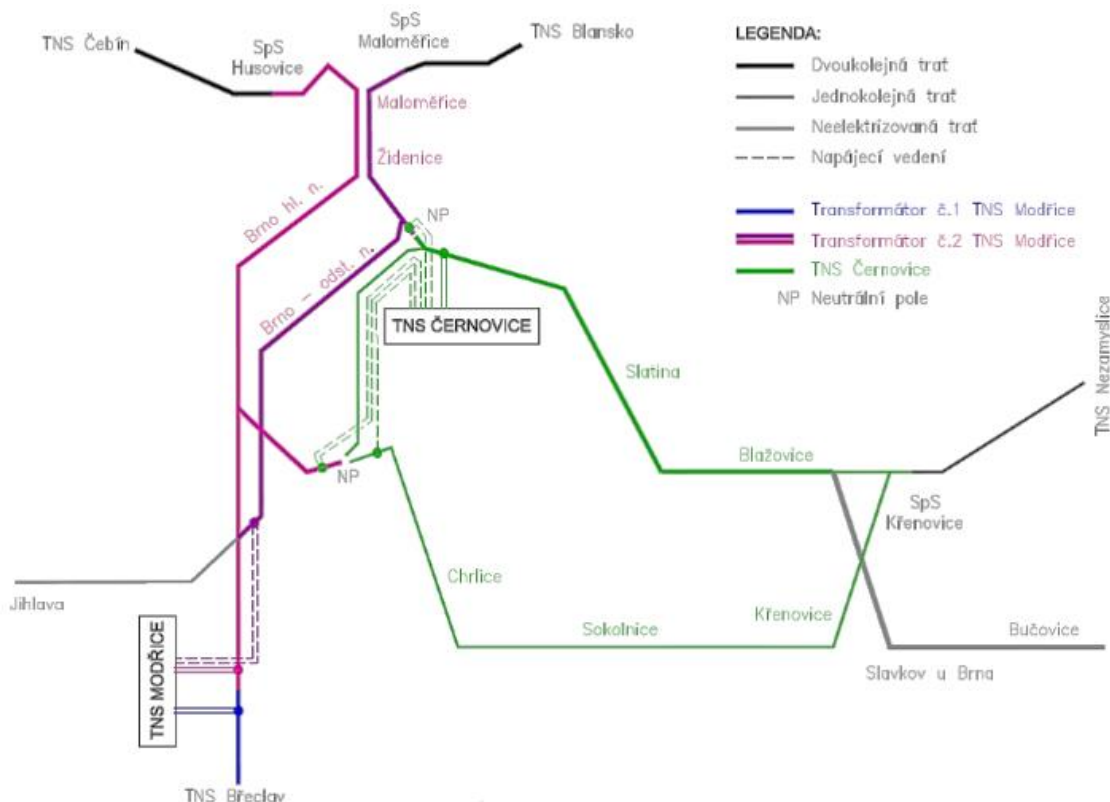 TNS Čebín
SpS
Husovice
SpS
Maloměřice
TNS Blansko
Maloměřice
Židenice
Brno hl. n.
Brno – odst. n.
NP
TNS ČERNOVICE
NP
Slatina
Blažovice
SpS
Křenovice
TNS Nezamyslice
Chrlice
Sokolnice
Křenovice
Slavkov u Brna
Bučovice
Jihlava
TNS MODŘICE
TNS Břeclav
LEGENDA:
Dvoukolejná trať
Jednokolejná trať
Neelektrizovaná trať
Napájecí vedení
Transformátor č.1 TNS Modřice
Transformátor č.2 TNS Modřice
TNS Černovice
NP Neutrální pole